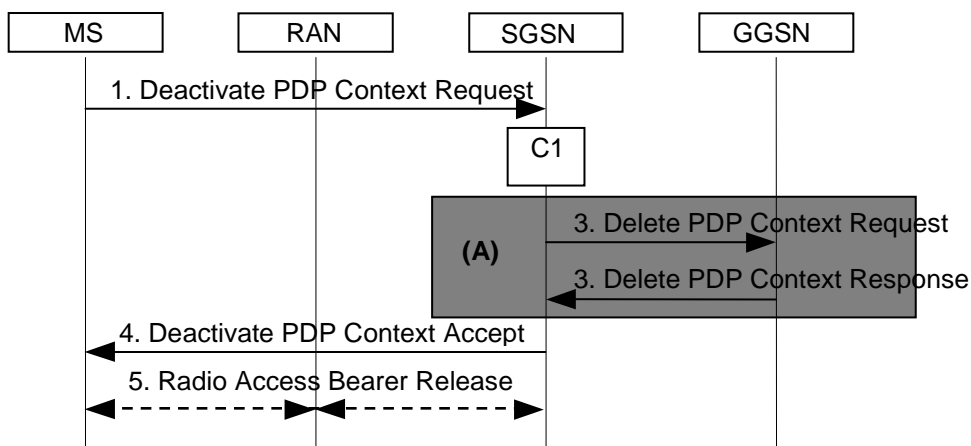 MS
RAN
SGSN
GGSN
1. Deactivate PDP Context Request
C1
3. Delete PDP Context Request
(A)
3. Delete PDP Context Response
4. Deactivate PDP Context Accept
5. Radio Access Bearer Release